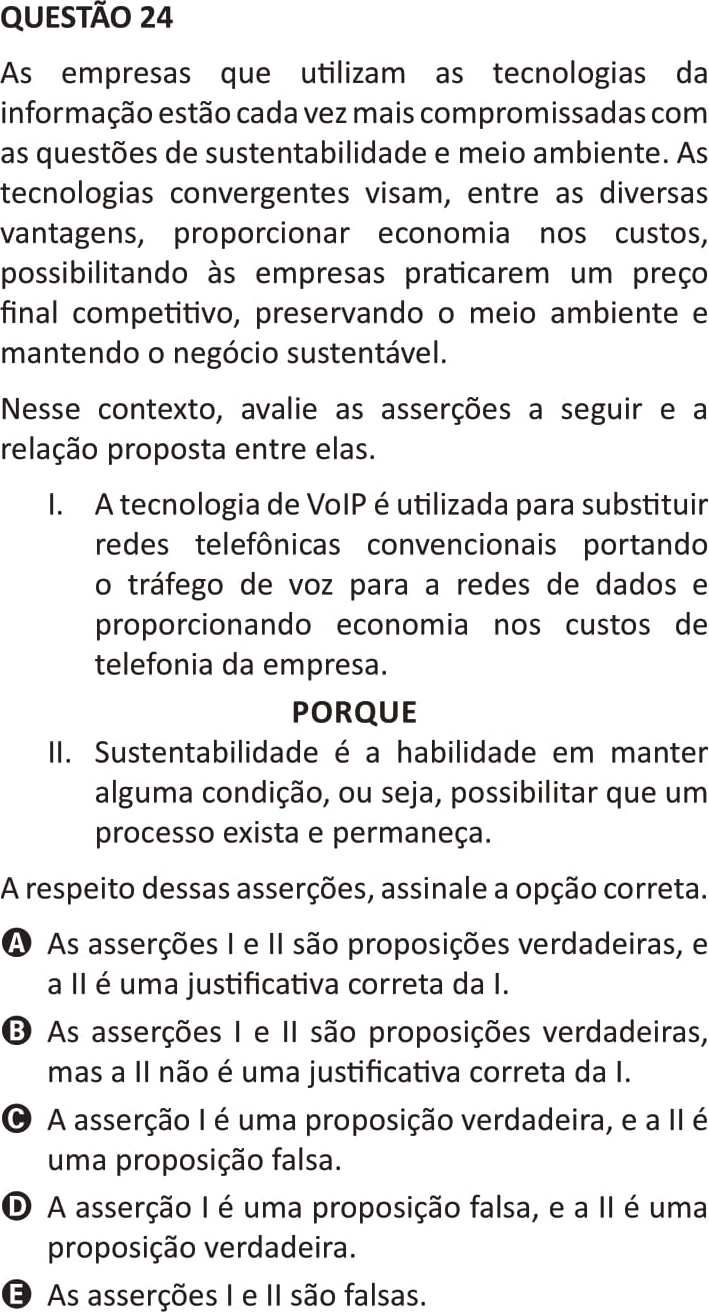 QUESTÃO 24
As empresas que utilizam as tecnologias da
informação estão cada vez mais compromissadas com
as questões de sustentabilidade e meio ambiente. As
tecnologias convergentes visam, entre as diversas
vantagens, proporcionar economia nos custos,
possibilitando às empresas praticarem um preço
final competitivo, preservando o meio ambiente e
mantendo o negócio sustentável.
Nesse contexto, avalie as asserções a seguir e a
relação proposta entre elas.
I. A tecnologia de VoIP é utilizada para substituir
redes telefônicas convencionais portando
o tráfego de voz para a redes de dados e
proporcionando economia nos custos de
telefonia da empresa.
PORQUE
II. Sustentabilidade é a habilidade em manter
alguma condição, ou seja, possibilitar que um
processo exista e permaneça.
A respeito dessas asserções, assinale a opção correta.
A As asserções I e II são proposições verdadeiras, e
a II é uma justificativa correta da I.
B As asserções I e II são proposições verdadeiras,
mas a II não é uma justificativa correta da I.
C A asserção I é uma proposição verdadeira, e a II é
uma proposição falsa.
D A asserção I é uma proposição falsa, e a II é uma
proposição verdadeira.
E As asserções I e II são falsas.